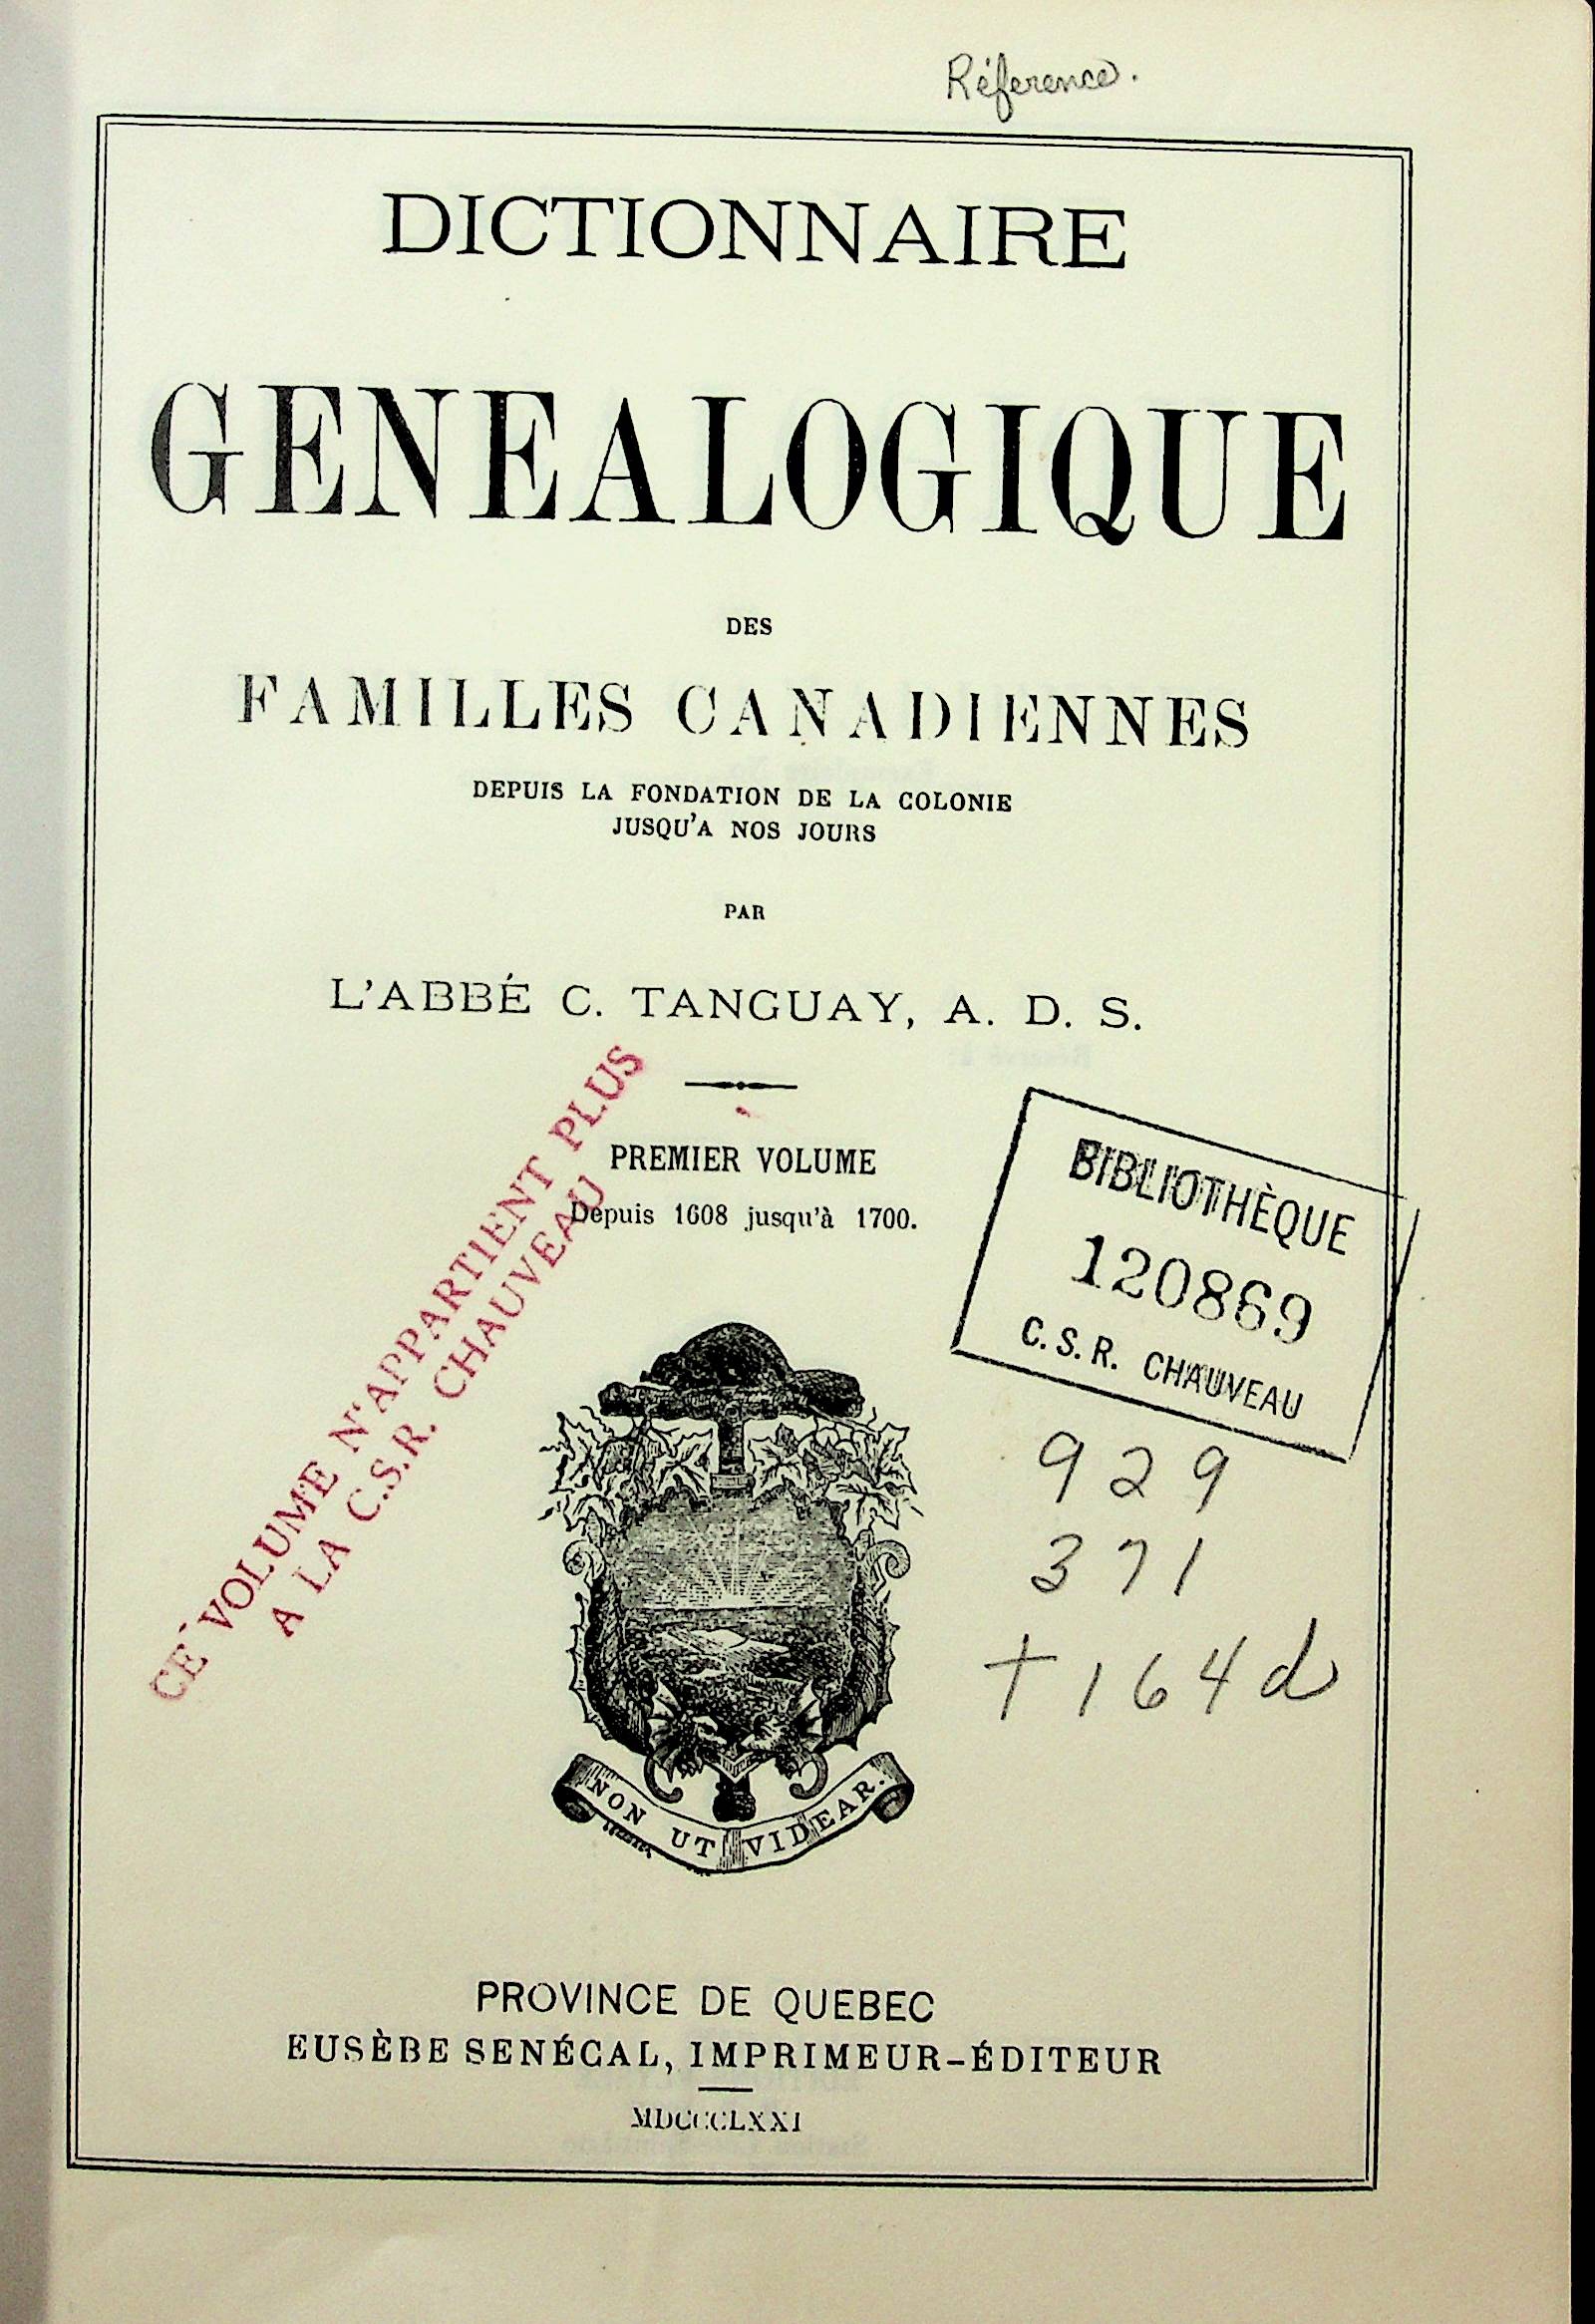 Réference.
DICTIONNAIRE
GENEALOGIQUE
DES
FAMILLES CANADIENNES
DEPUIS LA FONDATION DE LA COLONIE
JUSQU'A NOS JOURS
PAR
L'ABBÉ C. TANGUAY, A. D. S.
PREMIER VOLUME
Depuis 1608 jusqu'à 1700.
CE VOLUME N'APPARTIENT PLUS
A LA C.S.R. CHAUVEAU
BIBLIOTHÈQUE
120869
C. S. R. CHAUVEAU
929
371
T164d
NON UT VIDEAR.
PROVINCE DE QUEBEC
EUSÈBE SENÉCAL, IMPRIMEUR-ÉDITEUR
MDCCCLXXI